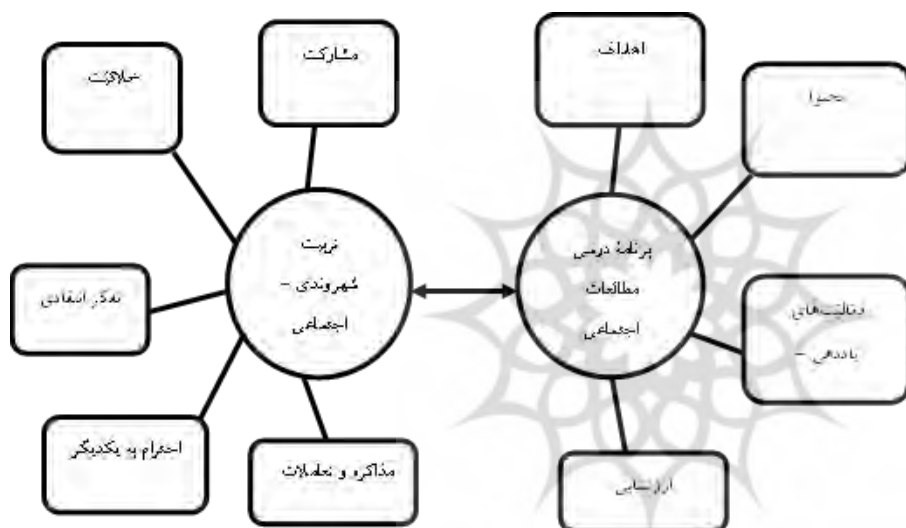 اهداف
محتوا
برنامهٔ درسی
مطالعات
اجتماعی
فعالیت‌های
یاددهی –
ارزشیابی
مشارکت
خلاقیت
تربیت
شهروندی –
اجتماعی
تفکر انتقادی
احترام به یکدیگر
مذاکره و تعاملات